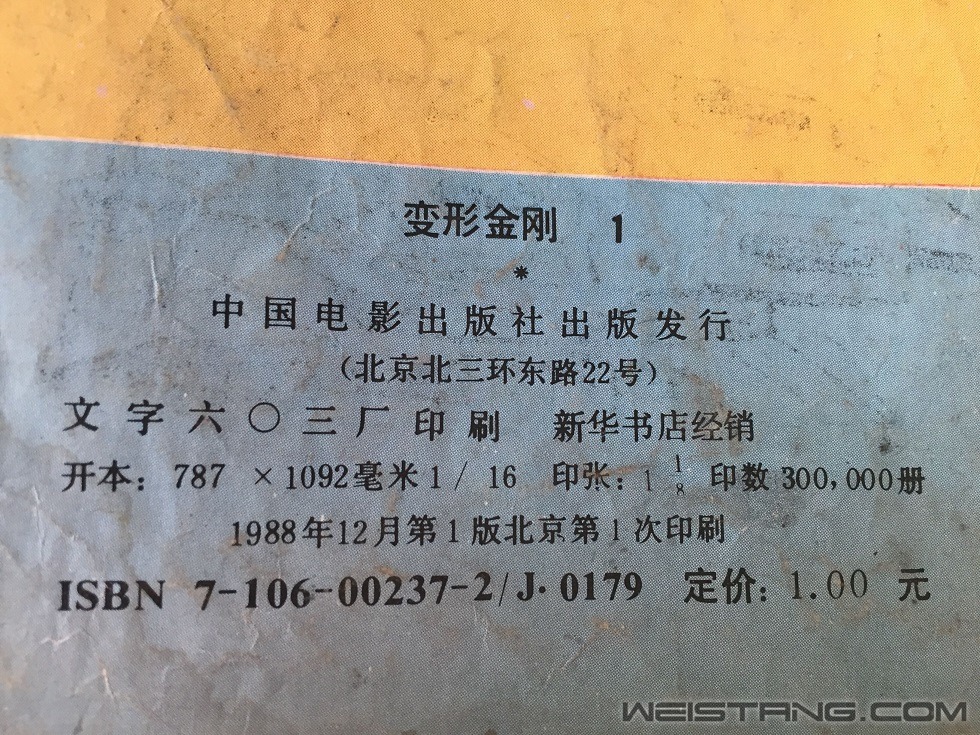 变形金刚 1
*
中国电影出版社出版发行
（北京北三环东路22号）
文字六〇三厂印刷 新华书店经销
开本：787 ×1092毫米1/16 印张：1 1/8 印数300,000册
1988年12月第1版北京第1次印刷
ISBN 7-106-00237-2/J·0179 定价：1.00 元
WEISTANG.COM